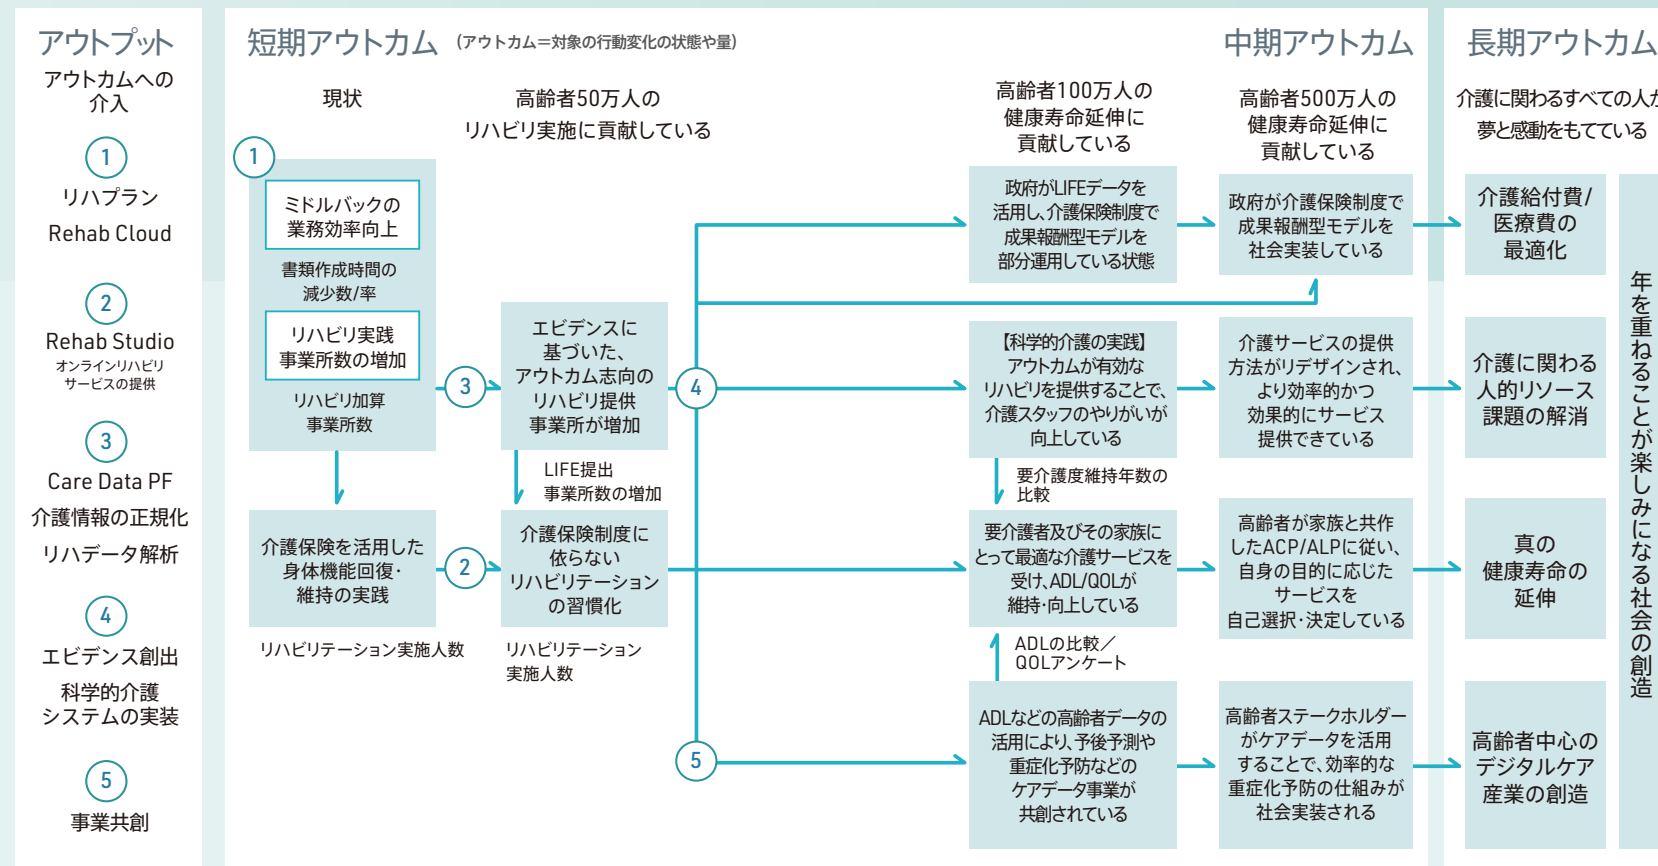 アウトプット
アウトカムへの
介入
1
リハプラン
Rehab Cloud
2
Rehab Studio
オンラインリハビリ
サービスの提供
3
Care Data PF
介護情報の正規化
リハデータ解析
4
エビデンス創出
科学的介護
システムの実装
5
事業共創
短期アウトカム
(アウトカム＝対象の行動変化の状態や量)
現状
1
ミドルバックの
業務効率向上
書類作成時間の
減少数/率
リハビリ実践
事業所数の増加
リハビリ加算
事業所数
介護保険を活用した
身体機能回復・
維持の実践
リハビリテーション実施人数
3
2
高齢者50万人の
リハビリ実施に貢献している
エビデンスに
基づいた、
アウトカム志向の
リハビリ提供
事業所が増加
LIFE提出
事業所数の増加
介護保険制度に
依らない
リハビリテーション
の習慣化
リハビリテーション
実施人数
4
5
高齢者100万人の
健康寿命延伸に
貢献している
政府がLIFEデータを
活用し、介護保険制度で
成果報酬型モデルを
部分運用している状態
【科学的介護の実践】
アウトカムが有効な
リハビリを提供することで、
介護スタッフのやりがいが
向上している
要介護度維持年数の
比較
要介護者及びその家族に
とって最適な介護サービスを
受け、ADL/QOLが
維持・向上している
ADLの比較／
QOLアンケート
ADLなどの高齢者データの
活用により、予後予測や
重症化予防などの
ケアデータ事業が
共創されている
中期アウトカム
高齢者500万人の
健康寿命延伸に
貢献している
政府が介護保険制度で
成果報酬型モデルを
社会実装している
介護サービスの提供
方法がリデザインされ、
より効率的かつ
効果的にサービス
提供できている
高齢者が家族と共作
したACP/ALPに従い、
自身の目的に応じた
サービスを
自己選択・決定している
高齢者ステークホルダー
がケアデータを活用
することで、効率的な
重症化予防の仕組みが
社会実装される
長期アウトカム
介護に関わるすべての人が
夢と感動をもてている
介護給付費/
医療費の
最適化
介護に関わる
人的リソース
課題の解消
真の
健康寿命の
延伸
高齢者中心の
デジタルケア
産業の創造
年を重ねることが楽しみになる社会の創造